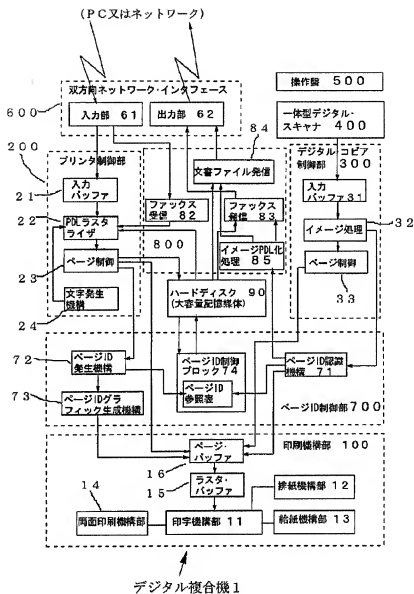 (PC又はネットワーク)
双方向ネットワーク・インタフェース
600
入力部 61
出力部 62
操作盤 500
一体型デジタル・
スキャナ 400
84
200
プリンタ制御部
文書ファイル発信
デジタル・コピア
制御部 300
21
入力
バッファ
ファックス
受信 82
ファックス
発信 83
入力
バッファ31
22
PDLラスタ
ライザ
32
イメージ処理
800
イメージPDL化
処理 85
23
ページ制御
ページ制御
33
ハードディスク 90
(大容量記憶媒体)
文字発生
機構
24
72
ページID
発生機構
ページID制御
ブロック74
ページID認識
機構 71
73
ページIDグラ
フィック生成機構
ページID
参照表
ページID制御部700
ページ・
バッファ
印刷機構部 100
16
14
15
ラスタ・
バッファ
排紙機構部 12
両面印刷機構部
印字機構部 11
給紙機構部 13
デジタル複合機1